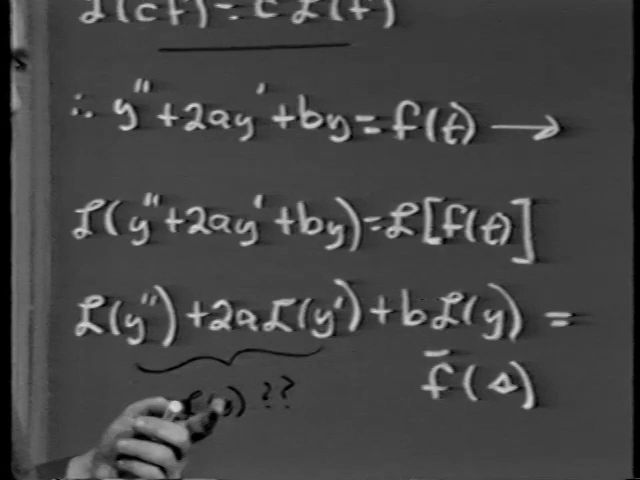 ℒ(cf) = cℒ(f)
∴ y''+2ay'+by=f(t) →
ℒ(y''+2ay'+by)=ℒ[f(t)]
ℒ(y'')+2aℒ(y')+bℒ(y) =
f̄(s)
??